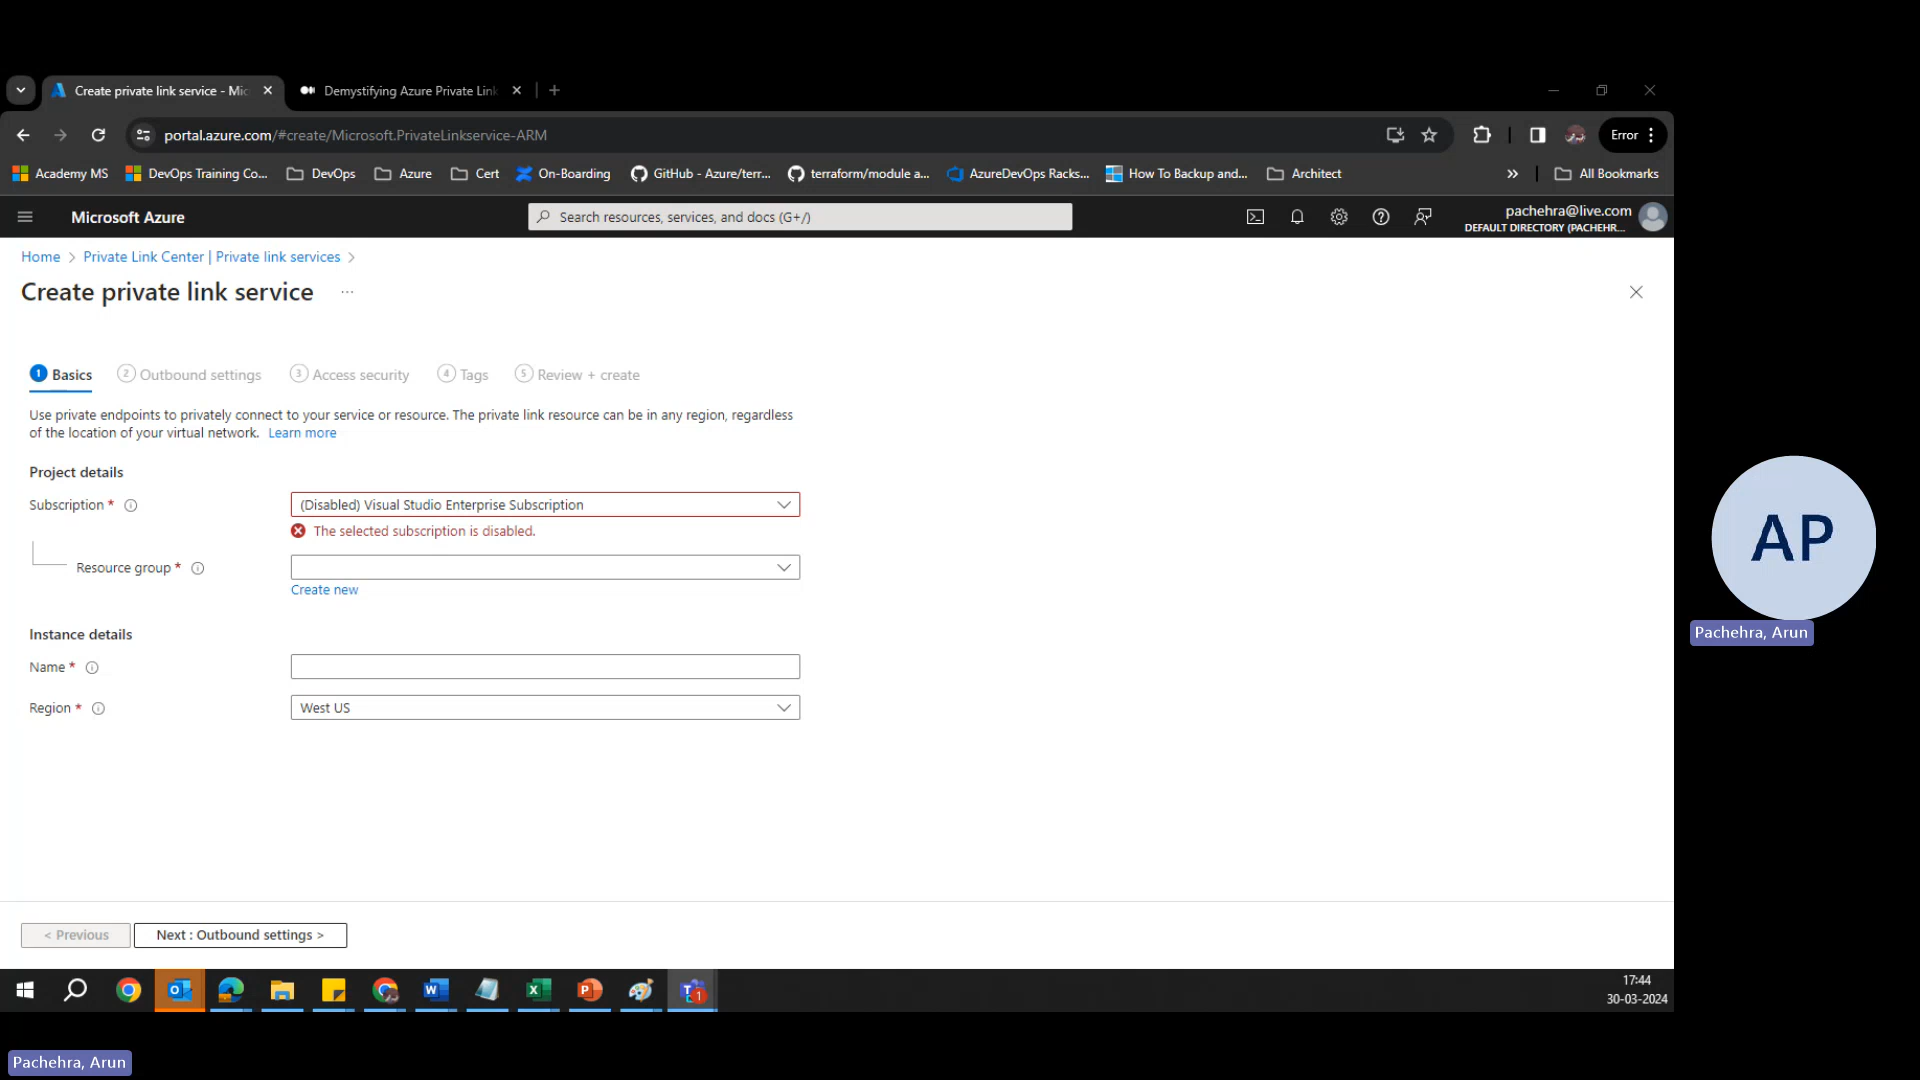 Create private link service - Mic
Demystifying Azure Private Link
portal.azure.com/#create/Microsoft.PrivateLinkservice-ARM
Error
Academy MS
DevOps Training Co...
DevOps
Azure
Cert
On-Boarding
GitHub - Azure/terr...
terraform/module a...
AzureDevOps Racks...
How To Backup and...
Architect
»
All Bookmarks
Microsoft Azure
Search resources, services, and docs (G+/)
pachehra@live.com
DEFAULT DIRECTORY (PACHEHR...
Home > Private Link Center | Private link services >
Create private link service ...
1 Basics
2 Outbound settings
3 Access security
4 Tags
5 Review + create
Use private endpoints to privately connect to your service or resource. The private link resource can be in any region, regardless
of the location of your virtual network. Learn more
Project details
Subscription *
(Disabled) Visual Studio Enterprise Subscription
The selected subscription is disabled.
Resource group *
Create new
Instance details
Name *
Region *
West US
< Previous
Next : Outbound settings >
17:44
30-03-2024
AP
Pachehra, Arun
Pachehra, Arun